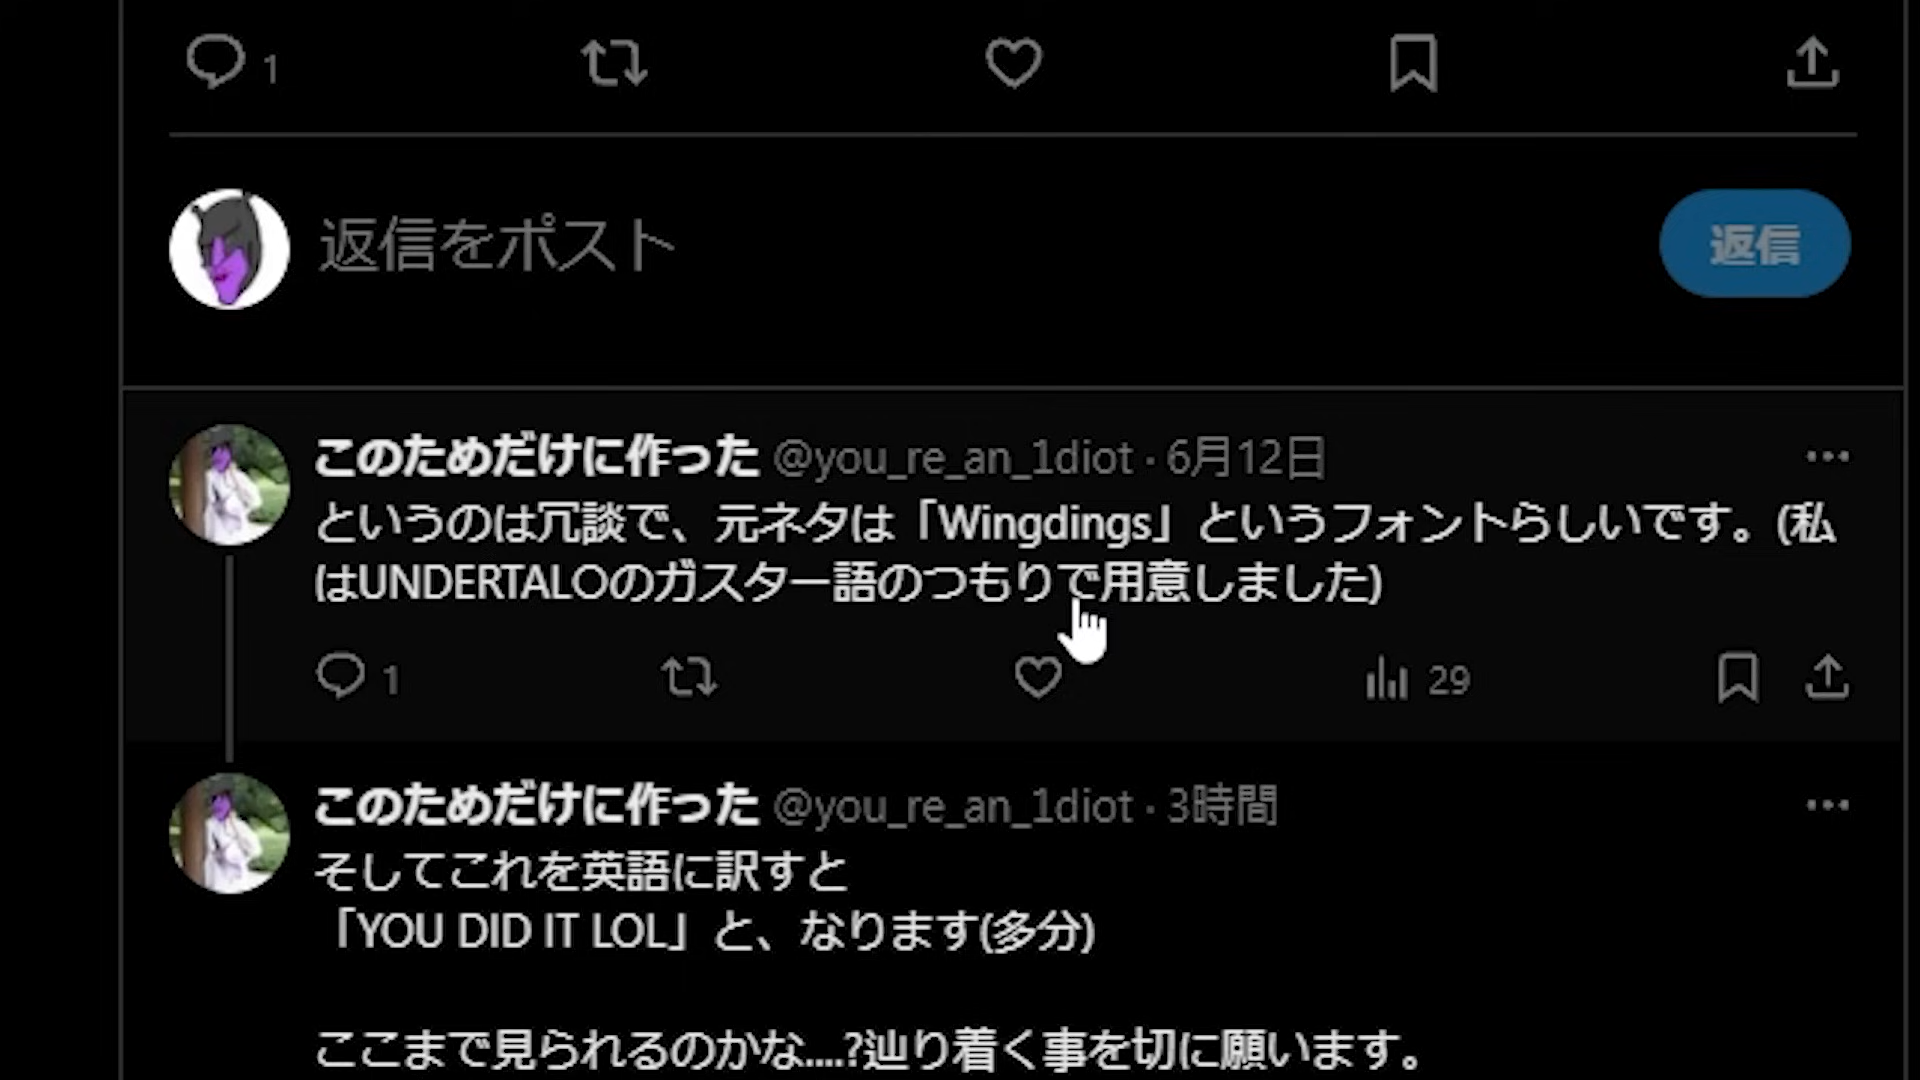 1
返信をポスト
返信
このためだけに作った @you_re_an_1diot · 6月12日
というのは冗談で、元ネタは「Wingdings」というフォントらしいです。(私
はUNDERTALOのガスター語のつもりで用意しました)
1 29
このためだけに作った @you_re_an_1diot · 3時間
そしてこれを英語に訳すと
「YOU DID IT LOL」と、なります(多分)
ここまで見られるのかな....?辿り着く事を切に願います。